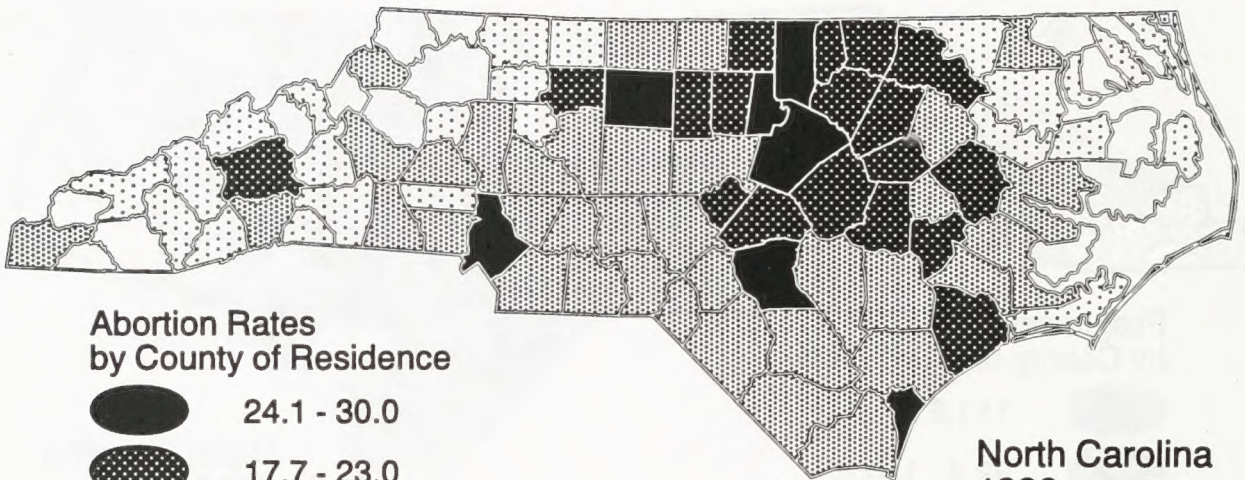 Abortion Rates
by County of Residence
24.1 - 30.0
17.7 - 23.0
North Carolina